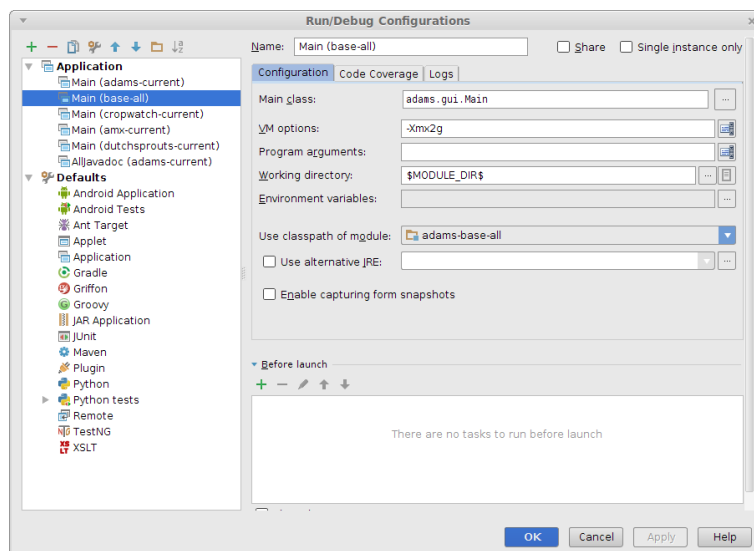 Run/Debug Configurations
Name: Main (base-all)
Share
Single instance only
Application
Main (adams-current)
Main (base-all)
Main (cropwatch-current)
Main (amx-current)
Main (dutchsprouts-current)
AllJavadoc (adams-current)
Defaults
Android Application
Android Tests
Ant Target
Applet
Application
Gradle
Griffon
Groovy
JAR Application
JUnit
Maven
Plugin
Python
Python tests
Remote
TestNG
XSLT
Configuration Code Coverage Logs
Main class: adams.gui.Main
VM options: -Xmx2g
Program arguments:
Working directory: $MODULE_DIR$
Environment variables:
Use classpath of module: adams-base-all
Use alternative JRE:
Enable capturing form snapshots
Before launch
There are no tasks to run before launch
OK Cancel Apply Help